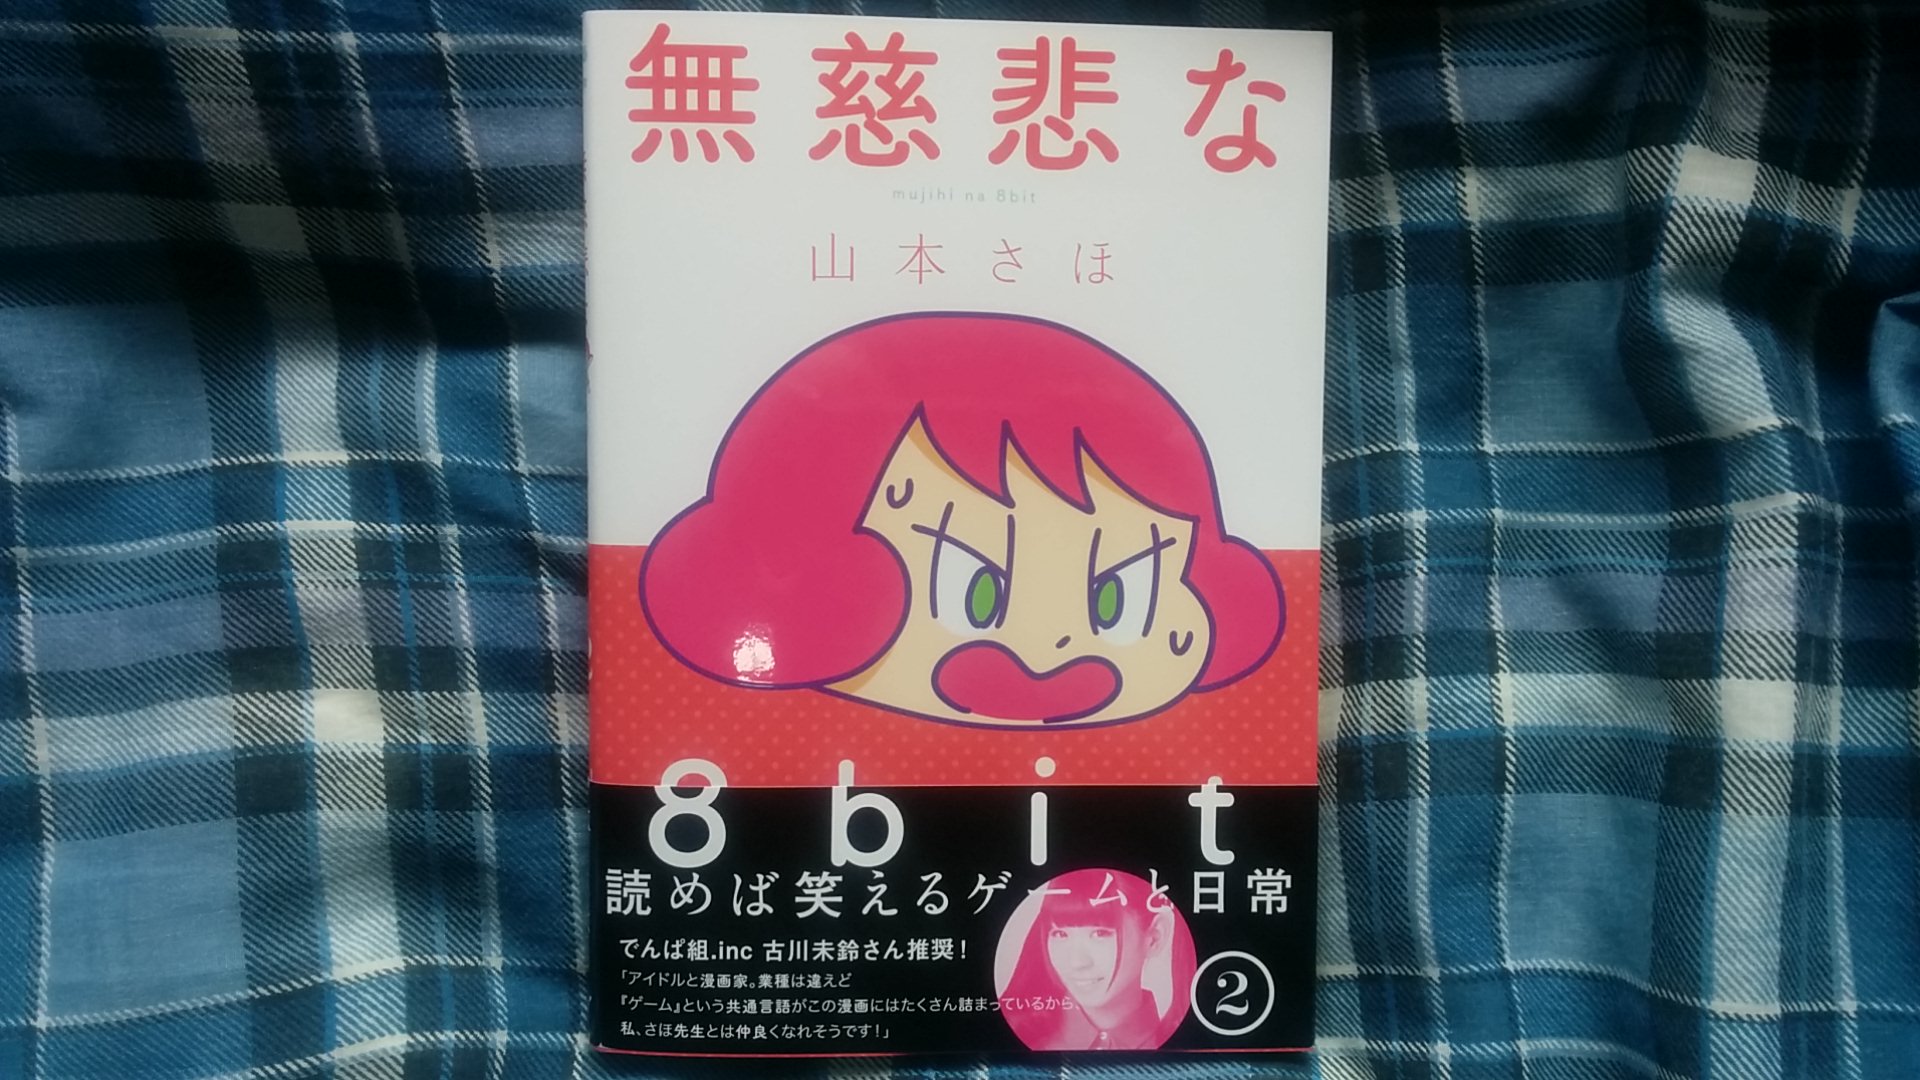 無慈悲な
mujihi na 8bit
山本さほ
8bit
読めば笑えるゲームと日常
でんぱ組.inc 古川未鈴さん推奨！
「アイドルと漫画家。業種は違えど
『ゲーム』という共通言語がこの漫画にはたくさん詰まっているから、
私、さほ先生とは仲良くなれそうです！」
2